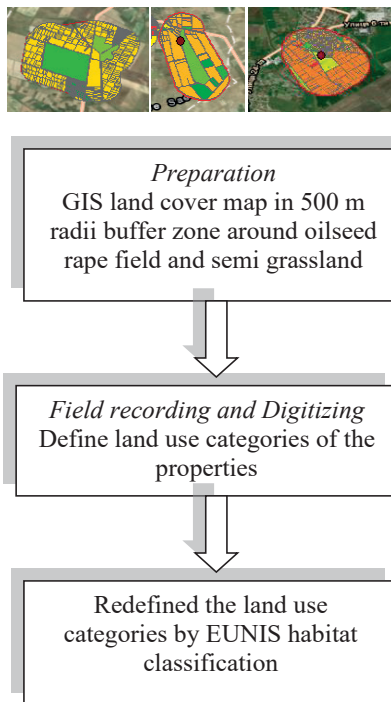 Preparation
GIS land cover map in 500 m
radii buffer zone around oilseed
rape field and semi grassland
Field recording and Digitizing
Define land use categories of the
properties
Redefined the land use
categories by EUNIS habitat
classification